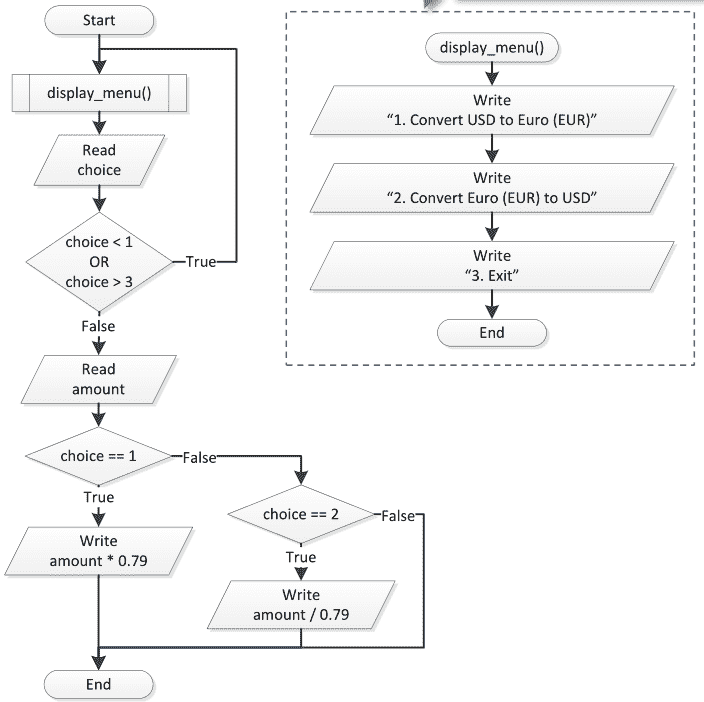 Start
display_menu()
Read
choice
choice < 1
OR
choice > 3
True
False
Read
amount
choice == 1
False
True
Write
amount * 0.79
choice == 2
False
True
Write
amount / 0.79
End
display_menu()
Write
“1. Convert USD to Euro (EUR)”
Write
“2. Convert Euro (EUR) to USD”
Write
“3. Exit”
End